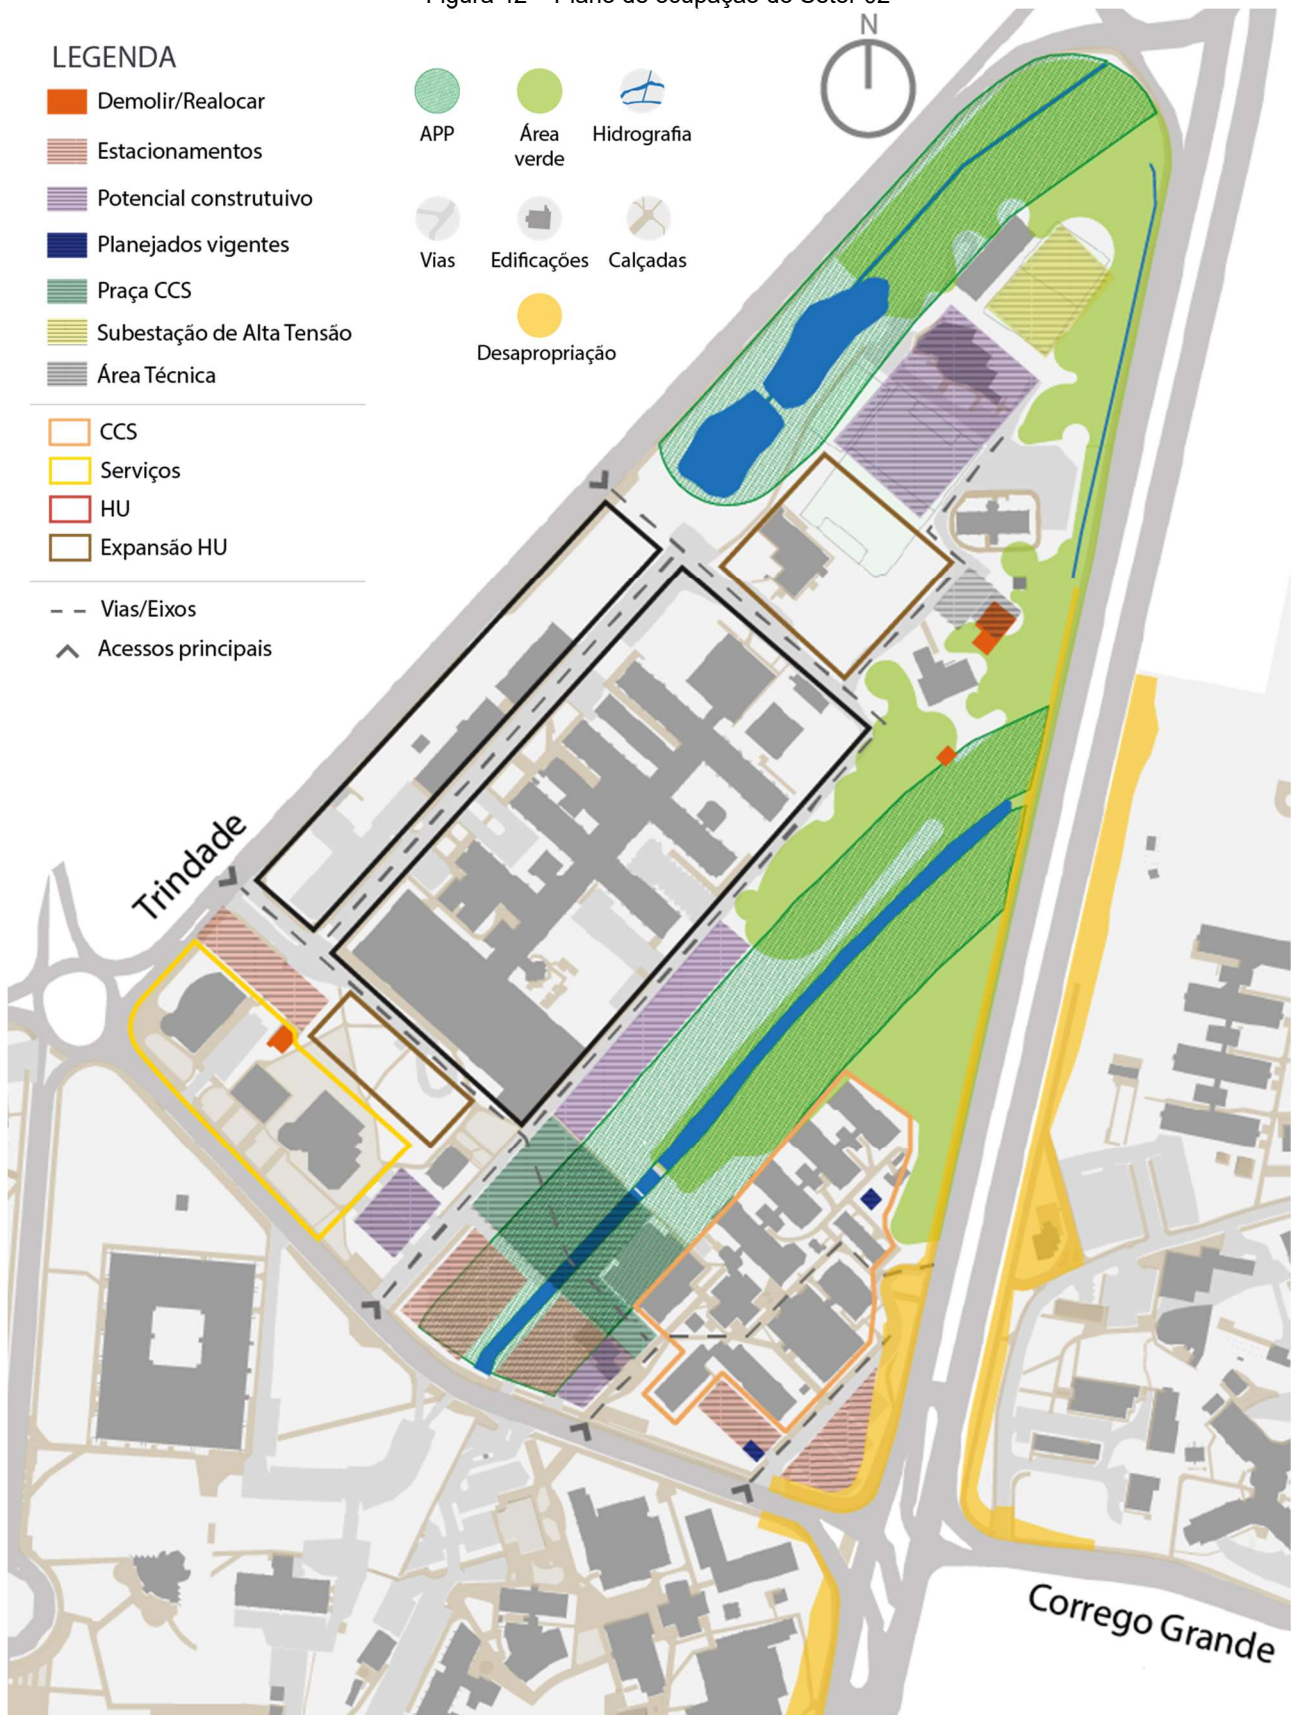 LEGENDA
Demolir/Realocar
Estacionamentos
Potencial construtuivo
Planejados vigentes
Praça CCS
Subestação de Alta Tensão
Área Técnica
CCS
Serviços
HU
Expansão HU
Vias/Eixos
Acessos principais
APP
Área
verde
Hidrografia
Vias
Edificações
Calçadas
Desapropriação
N
Trindade
Corrego Grande